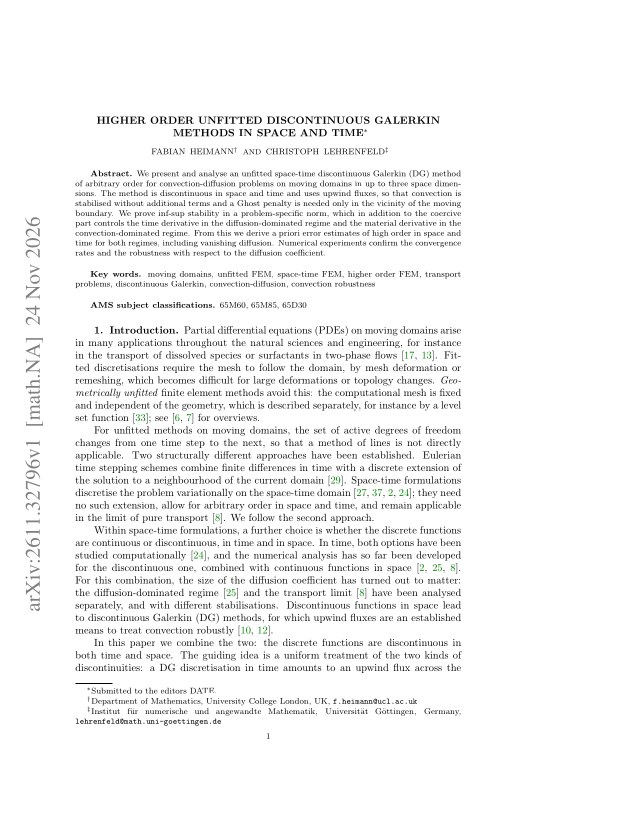 HIGHER ORDER UNFITTED DISCONTINUOUS GALERKIN
METHODS IN SPACE AND TIME*
FABIAN HEIMANN† AND CHRISTOPH LEHRENFELD‡
Abstract. We present and analyse an unfitted space-time discontinuous Galerkin (DG) method
of arbitrary order for convection-diffusion problems on moving domains in up to three space dimen-
sions. The method is discontinuous in space and time and uses upwind fluxes, so that convection is
stabilised without additional terms and a Ghost penalty is needed only in the vicinity of the moving
boundary. We prove inf-sup stability in a problem-specific norm, which in addition to the coercive
part controls the time derivative in the diffusion-dominated regime and the material derivative in the
convection-dominated regime. From this we derive a priori error estimates of high order in space and
time for both regimes, including vanishing diffusion. Numerical experiments confirm the convergence
rates and the robustness with respect to the diffusion coefficient.
Key words. moving domains, unfitted FEM, space-time FEM, higher order FEM, transport
problems, discontinuous Galerkin, convection-diffusion, convection robustness
AMS subject classifications. 65M60, 65M85, 65D30
1. Introduction. Partial differential equations (PDEs) on moving domains arise
in many applications throughout the natural sciences and engineering, for instance
in the transport of dissolved species or surfactants in two-phase flows [17, 13]. Fit-
ted discretisations require the mesh to follow the domain, by mesh deformation or
remeshing, which becomes difficult for large deformations or topology changes. Geo-
metrically unfitted finite element methods avoid this: the computational mesh is fixed
and independent of the geometry, which is described separately, for instance by a level
set function [33]; see [6, 7] for overviews.
For unfitted methods on moving domains, the set of active degrees of freedom
changes from one time step to the next, so that a method of lines is not directly
applicable. Two structurally different approaches have been established. Eulerian
time stepping schemes combine finite differences in time with a discrete extension of
the solution to a neighbourhood of the current domain [29]. Space-time formulations
discretise the problem variationally on the space-time domain [27, 37, 2, 24]; they need
no such extension, allow for arbitrary order in space and time, and remain applicable
in the limit of pure transport [8]. We follow the second approach.
Within space-time formulations, a further choice is whether the discrete functions
are continuous or discontinuous, in time and in space. In time, both options have been
studied computationally [24], and the numerical analysis has so far been developed
for the discontinuous one, combined with continuous functions in space [2, 25, 8].
For this combination, the size of the diffusion coefficient has turned out to matter:
the diffusion-dominated regime [25] and the transport limit [8] have been analysed
separately, and with different stabilisations. Discontinuous functions in space lead
to discontinuous Galerkin (DG) methods, for which upwind fluxes are an established
means to treat convection robustly [10, 12].
In this paper we combine the two: the discrete functions are discontinuous in
both time and space. The guiding idea is a uniform treatment of the two kinds of
discontinuities: a DG discretisation in time amounts to an upwind flux across the
*Submitted to the editors DATE.
†Department of Mathematics, University College London, UK, f.heimann@ucl.ac.uk
‡Institut für numerische und angewandte Mathematik, Universität Göttingen, Germany,
lehrenfeld@math.uni-goettingen.de
1
arXiv:2611.32796v1 [math.NA] 24 Nov 2026